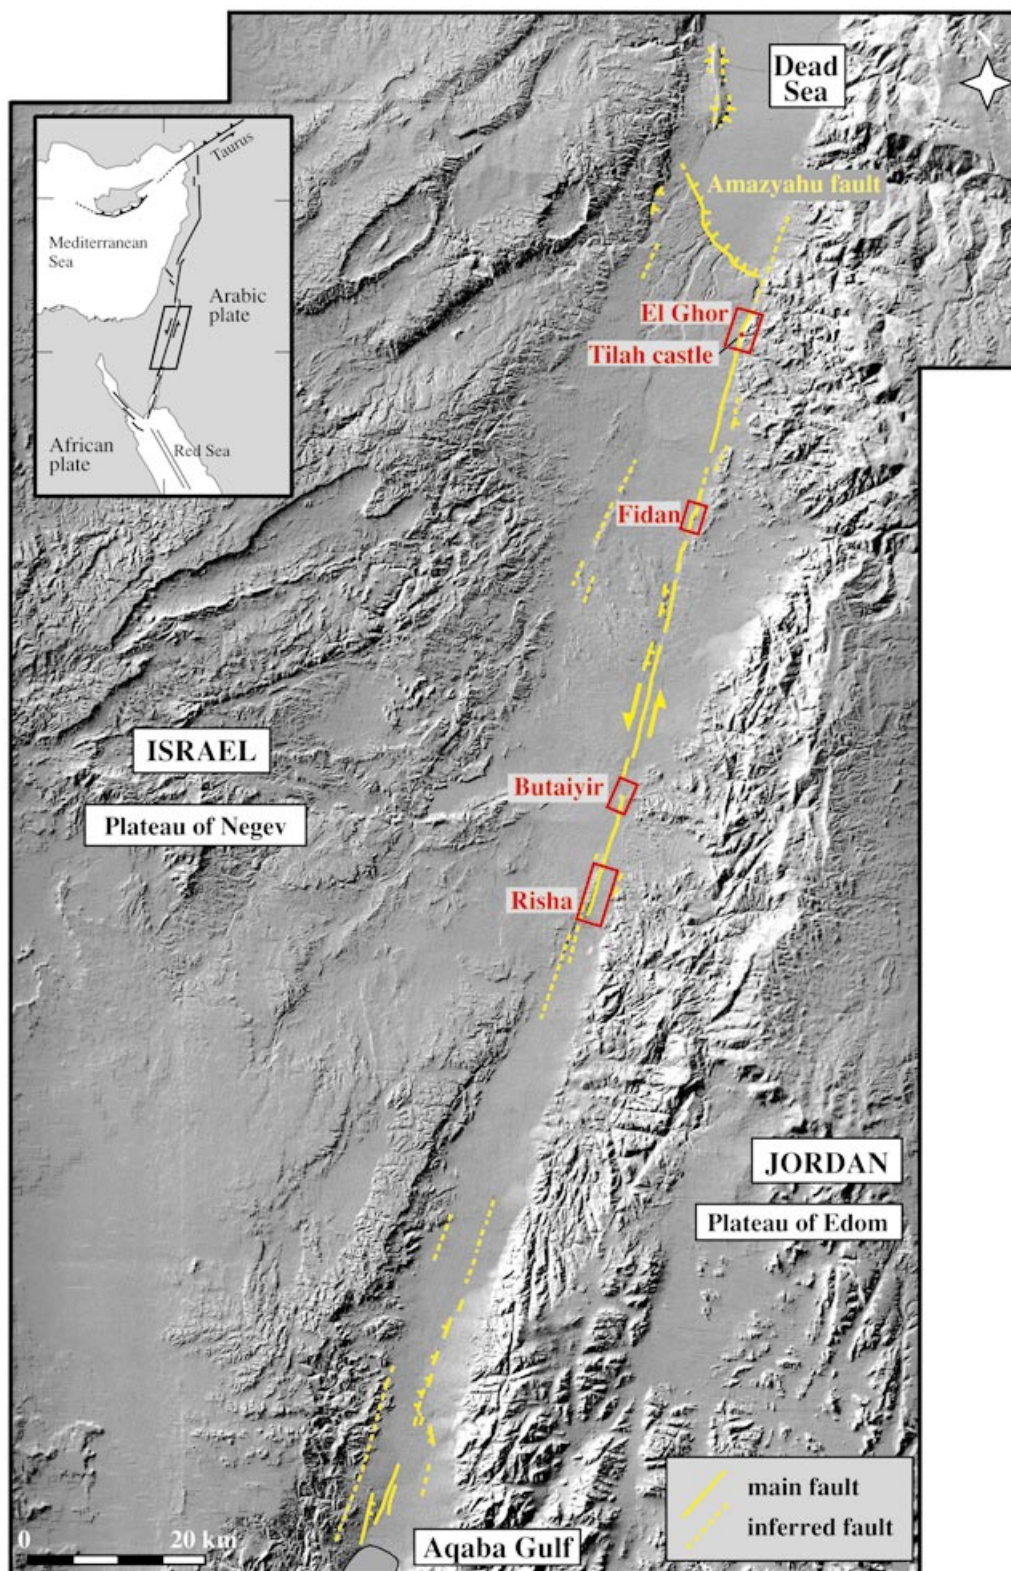 N
Dead
Sea
Taurus
Mediterranean
Sea
Arabic
plate
African
plate
Red Sea
Amazyahu fault
El Ghor
Tilah castle
Fidan
ISRAEL
Plateau of Negev
Butaiyir
Risha
JORDAN
Plateau of Edom
main fault
inferred fault
0 20 km
Aqaba Gulf